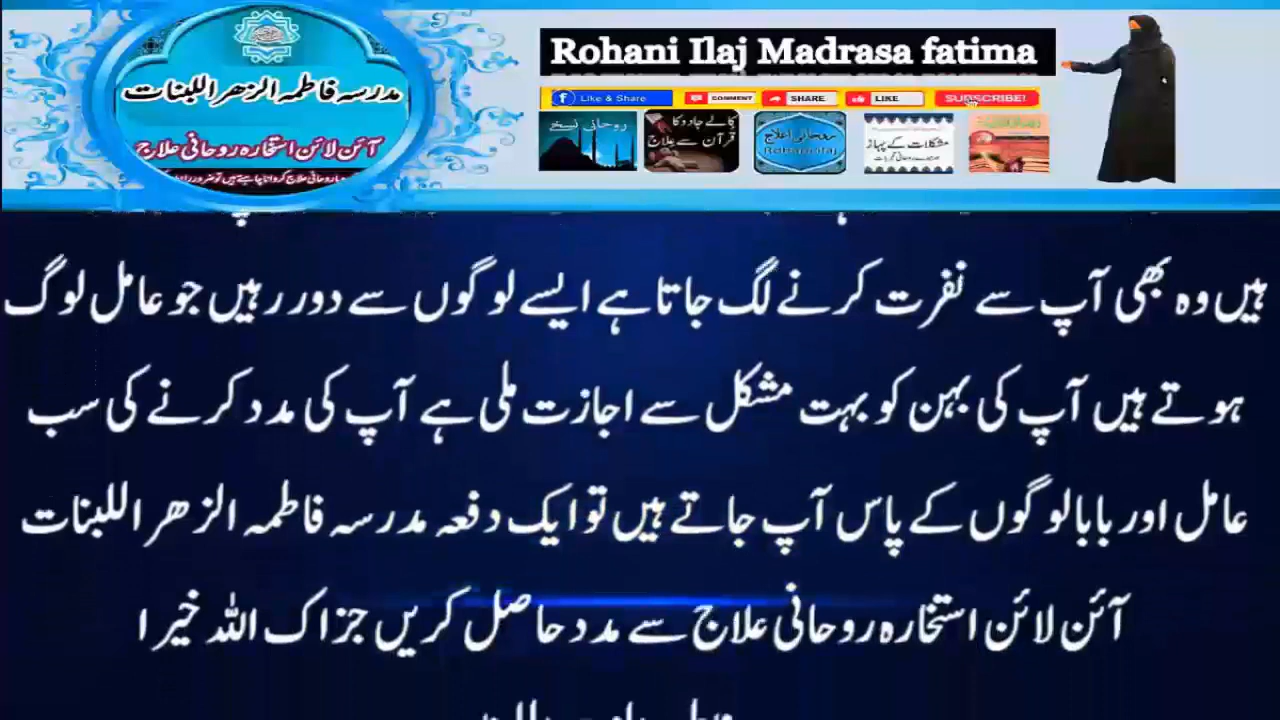 مدرسہ فاطمہ الزھرا للبنات
آئن لائن استخارہ روحانی علاج
Rohani Ilaj Madrasa fatima
Like & Share
COMMENT
SHARE
LIKE
SUBSCRIBE!
روحانی نسخے
کالے جادو کا
قرآن سے علاج
روحانی علاج
مشکلات کے پہاڑ
ہیں وہ بھی آپ سے نفرت کرنے لگ جاتا ہے ایسے لوگوں سے دور رہیں جو عامل لوگ
ہوتے ہیں آپ کی بہن کو بہت مشکل سے اجازت ملی ہے آپ کی مدد کرنے کی سب
عامل اور بابا لوگوں کے پاس آپ جاتے ہیں تو ایک دفعہ مدرسہ فاطمہ الزھرا للبنات
آئن لائن استخارہ روحانی علاج سے مدد حاصل کریں جزاک اللہ خیرا